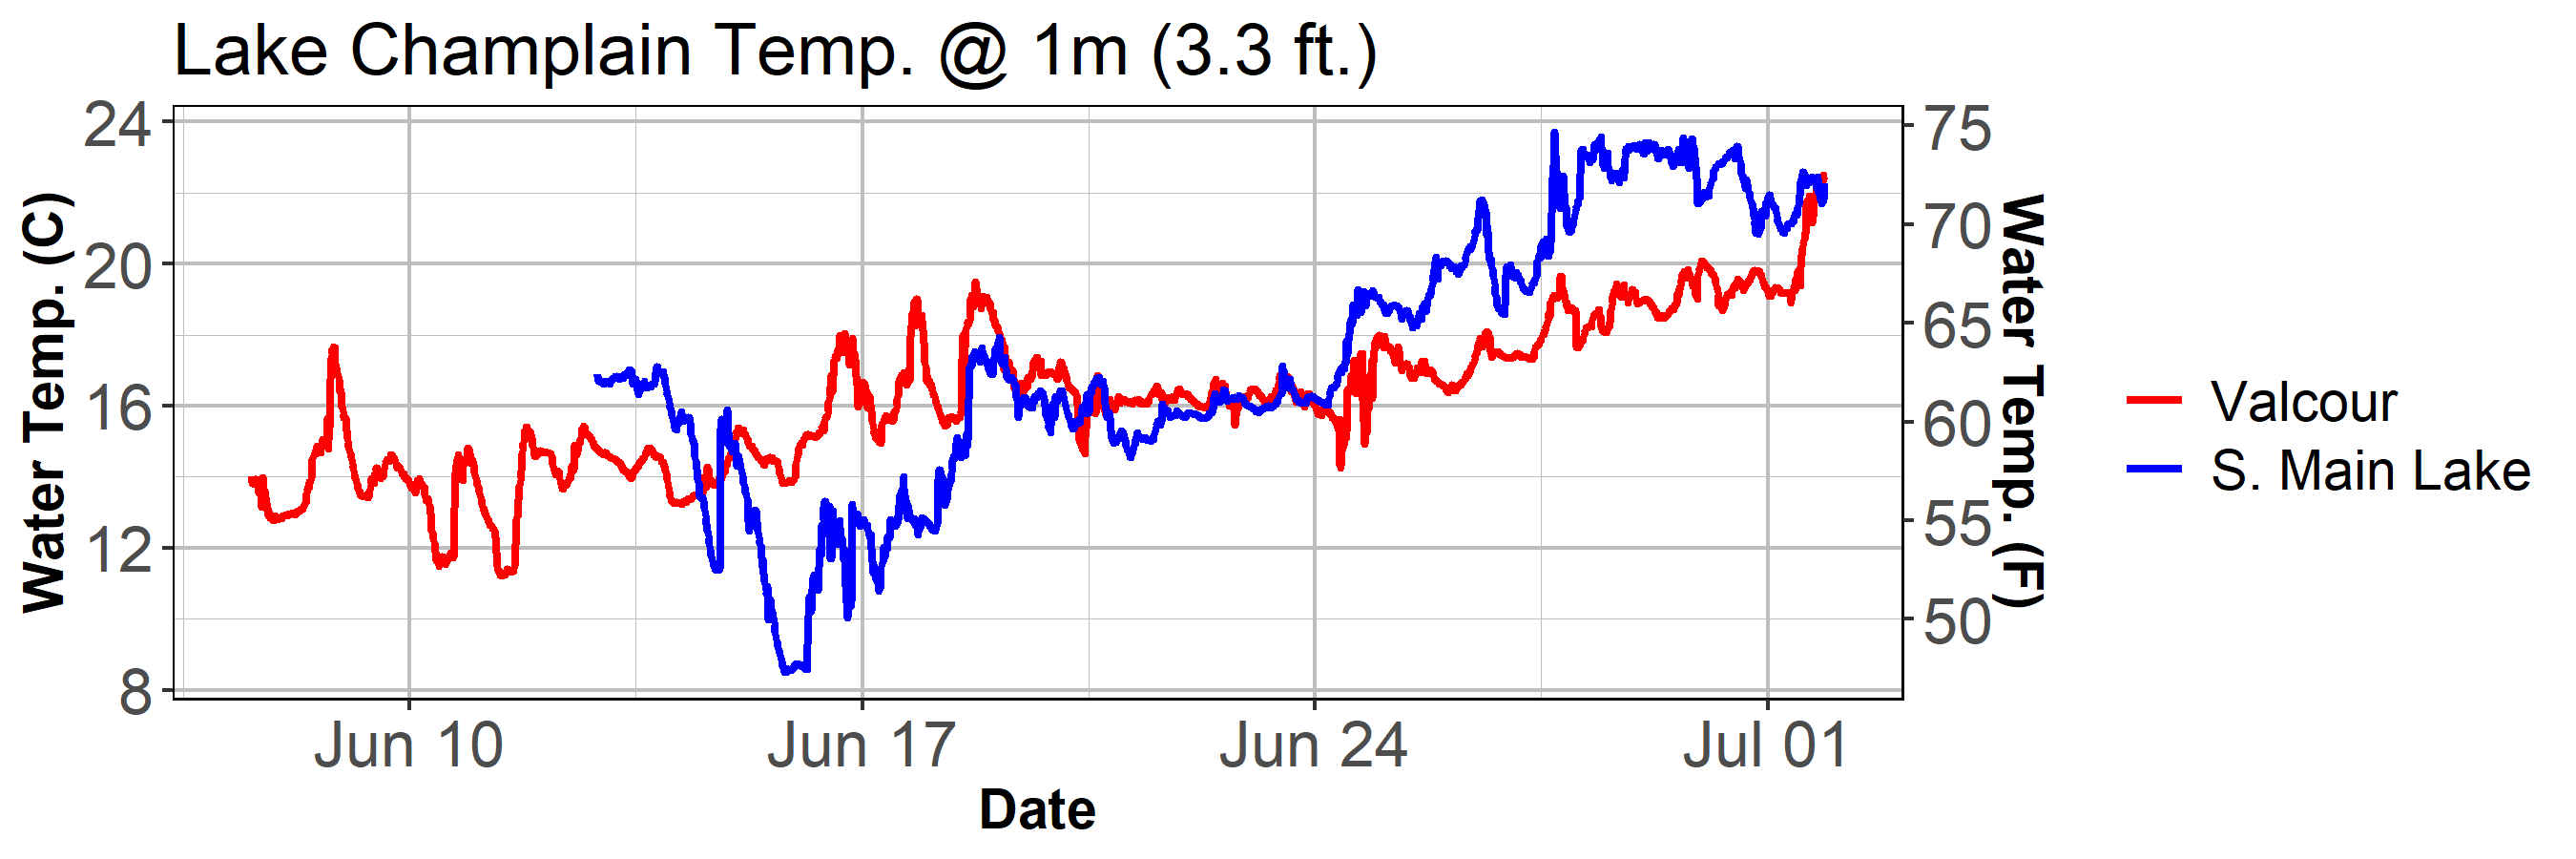 Lake Champlain Temp. @ 1m (3.3 ft.)
Water Temp. (C)
24
20
16
12
8
75
70
65
60
55
50
Water Temp. (F)
Jun 10
Jun 17
Jun 24
Jul 01
Date
Valcour
S. Main Lake